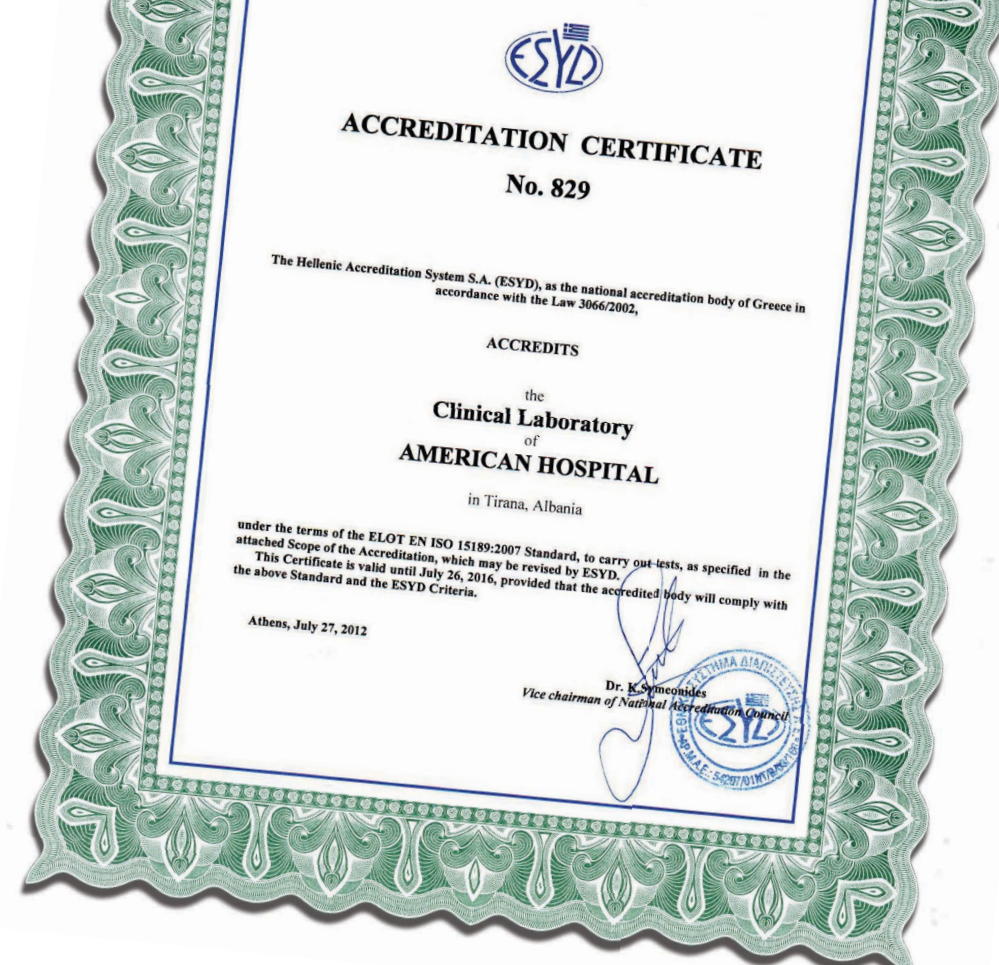 ESYD
ACCREDITATION CERTIFICATE
No. 829
The Hellenic Accreditation System S.A. (ESYD), as the national accreditation body of Greece in
accordance with the Law 3066/2002,
ACCREDITS
the
Clinical Laboratory
of
AMERICAN HOSPITAL
in Tirana, Albania
under the terms of the ELOT EN ISO 15189:2007 Standard, to carry out tests, as specified in the
attached Scope of the Accreditation, which may be revised by ESYD.
This Certificate is valid until July 26, 2016, provided that the accredited body will comply with
the above Standard and the ESYD Criteria.
Athens, July 27, 2012
Dr. K.Symeonides
Vice chairman of National Accreditation Council
ESYD